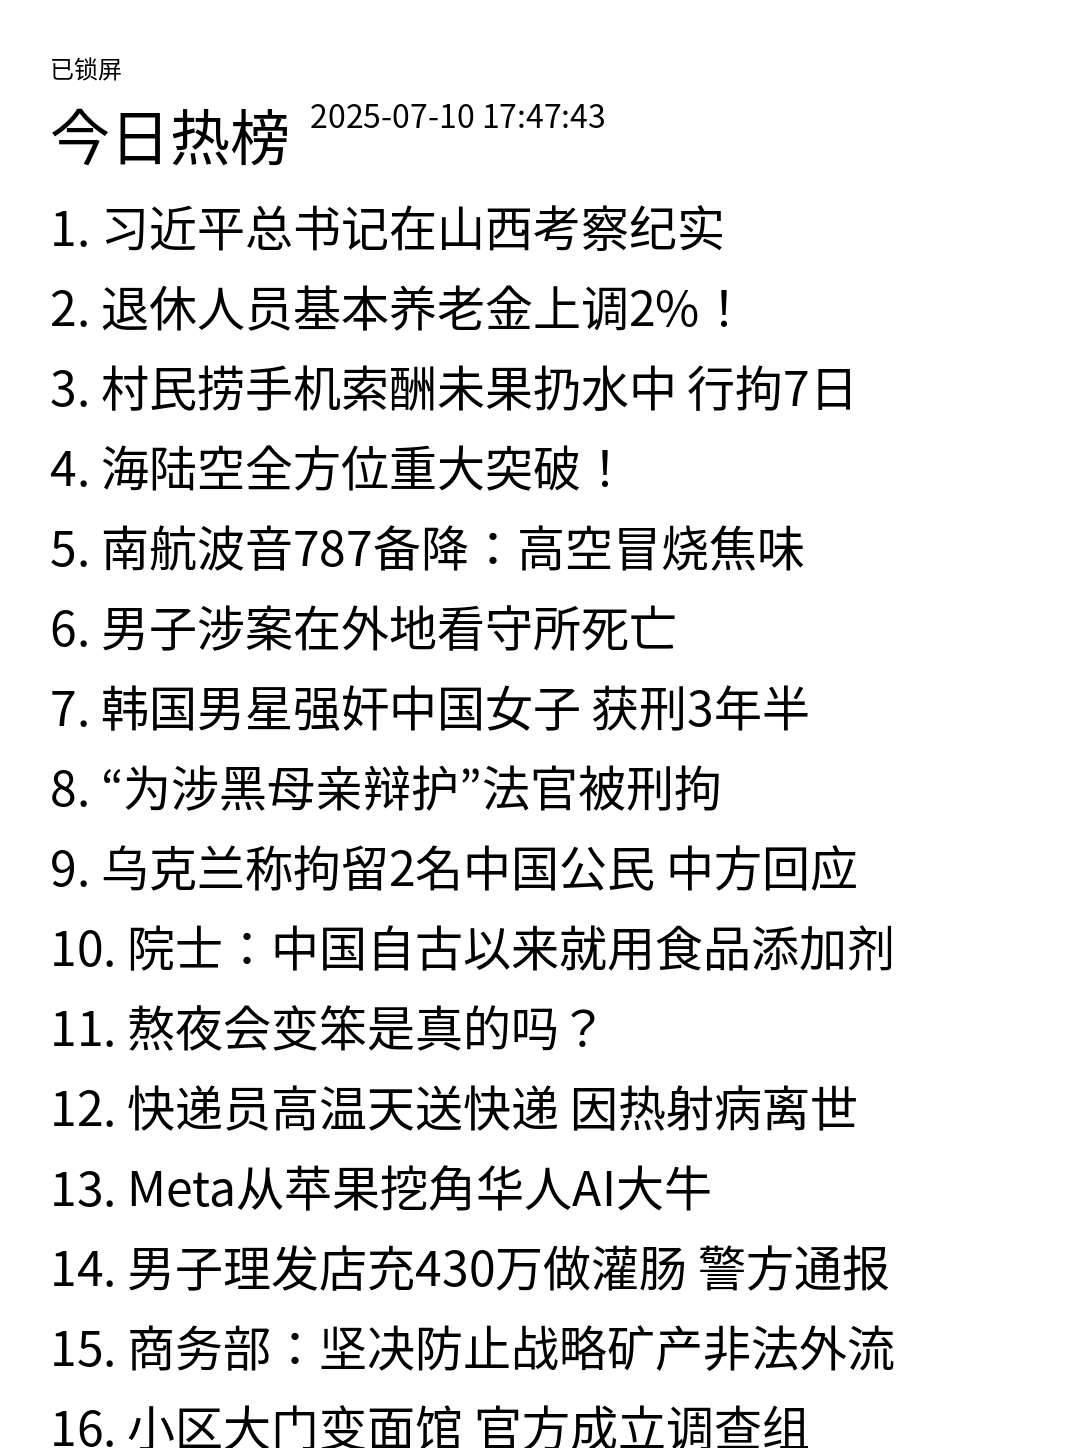 已锁屏
今日热榜 2025-07-10 17:47:43
1. 习近平总书记在山西考察纪实
2. 退休人员基本养老金上调2%！
3. 村民捞手机索酬未果扔水中 行拘7日
4. 海陆空全方位重大突破！
5. 南航波音787备降：高空冒烧焦味
6. 男子涉案在外地看守所死亡
7. 韩国男星强奸中国女子 获刑3年半
8. “为涉黑母亲辩护”法官被刑拘
9. 乌克兰称拘留2名中国公民 中方回应
10. 院士：中国自古以来就用食品添加剂
11. 熬夜会变笨是真的吗？
12. 快递员高温天送快递 因热射病离世
13. Meta从苹果挖角华人AI大牛
14. 男子理发店充430万做灌肠 警方通报
15. 商务部：坚决防止战略矿产非法外流
16. 小区大门变面馆 官方成立调查组